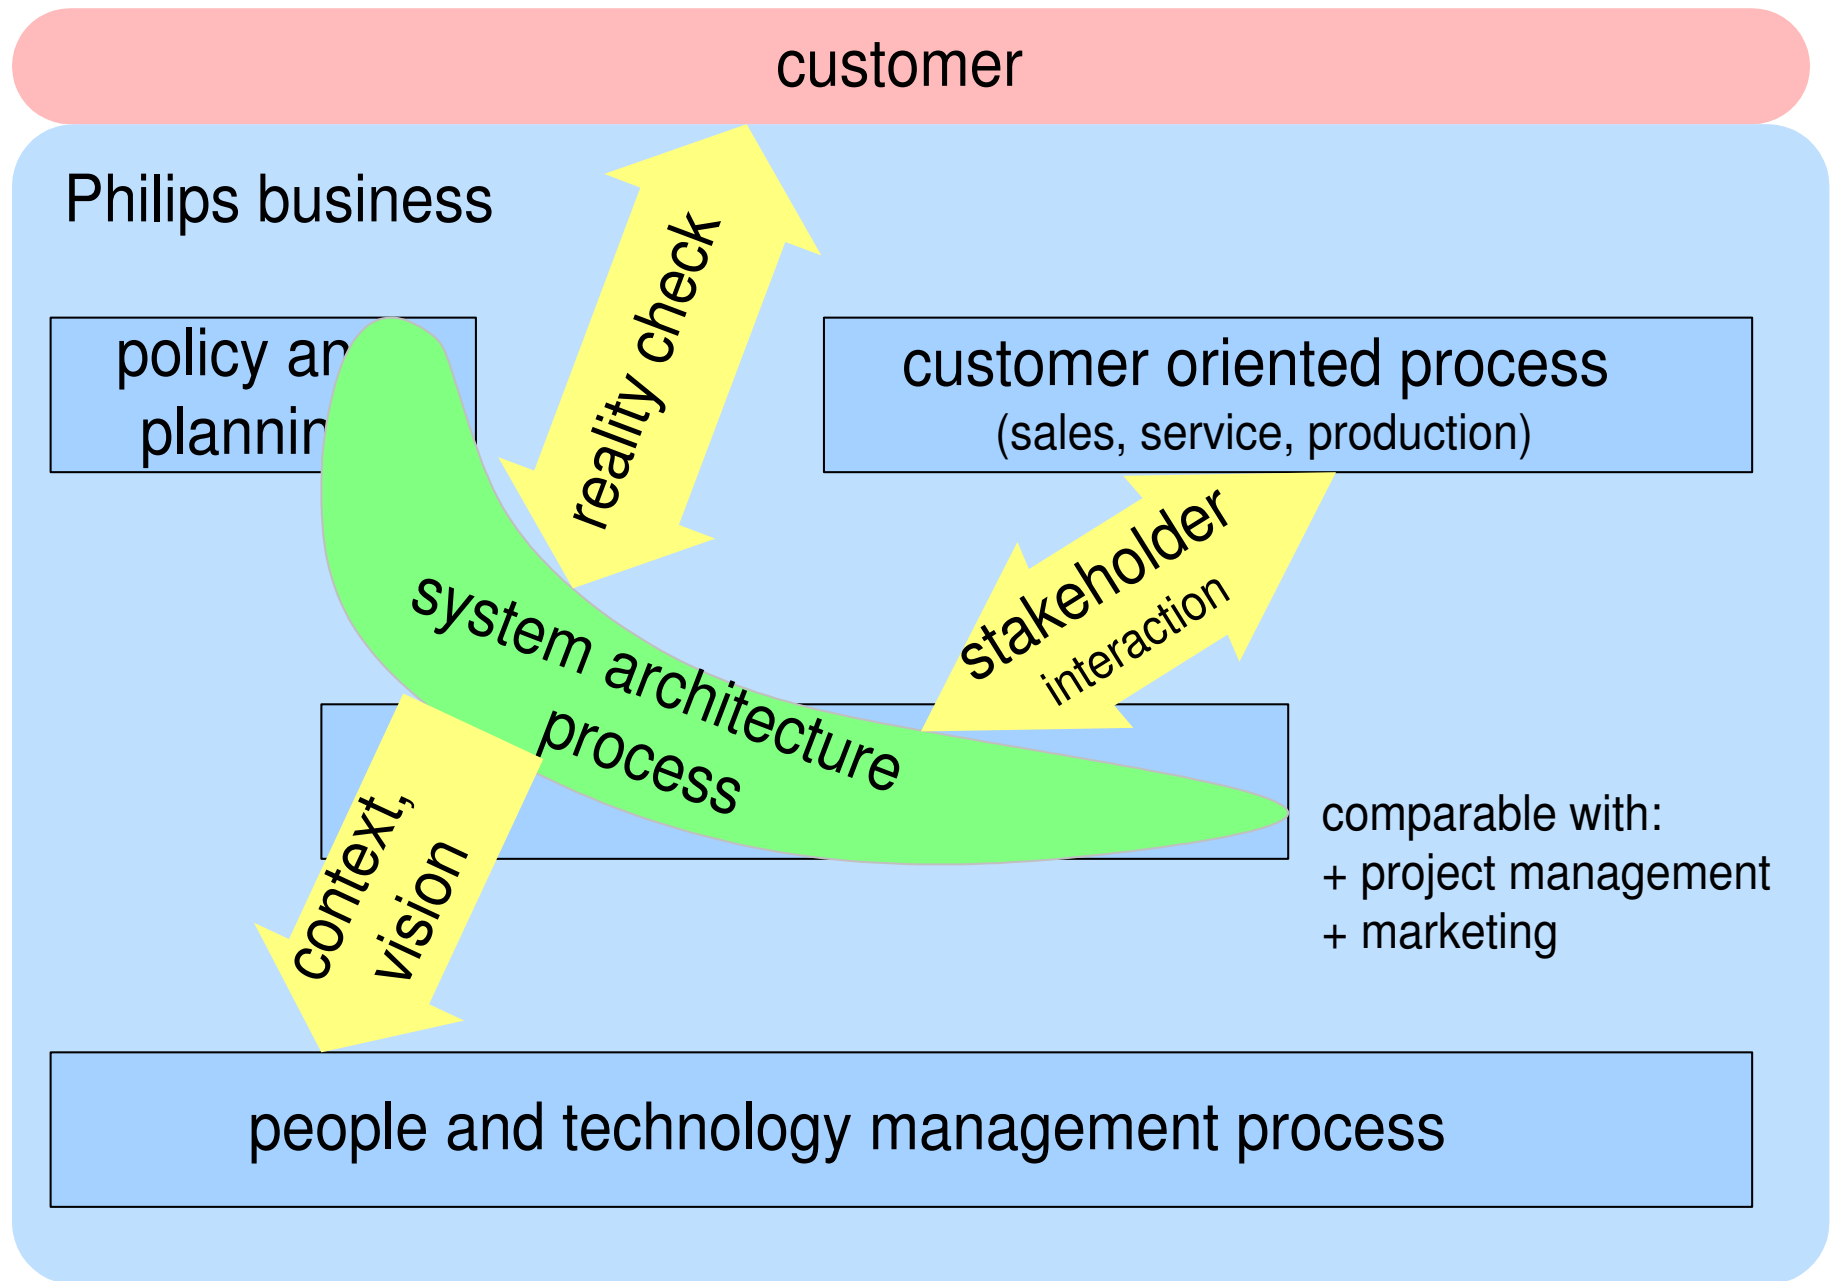 customer
Philips business
policy an
plannin
reality check
customer oriented process
(sales, service, production)
stakeholder
interaction
system architecture
process
context,
vision
comparable with:
+ project management
+ marketing
people and technology management process